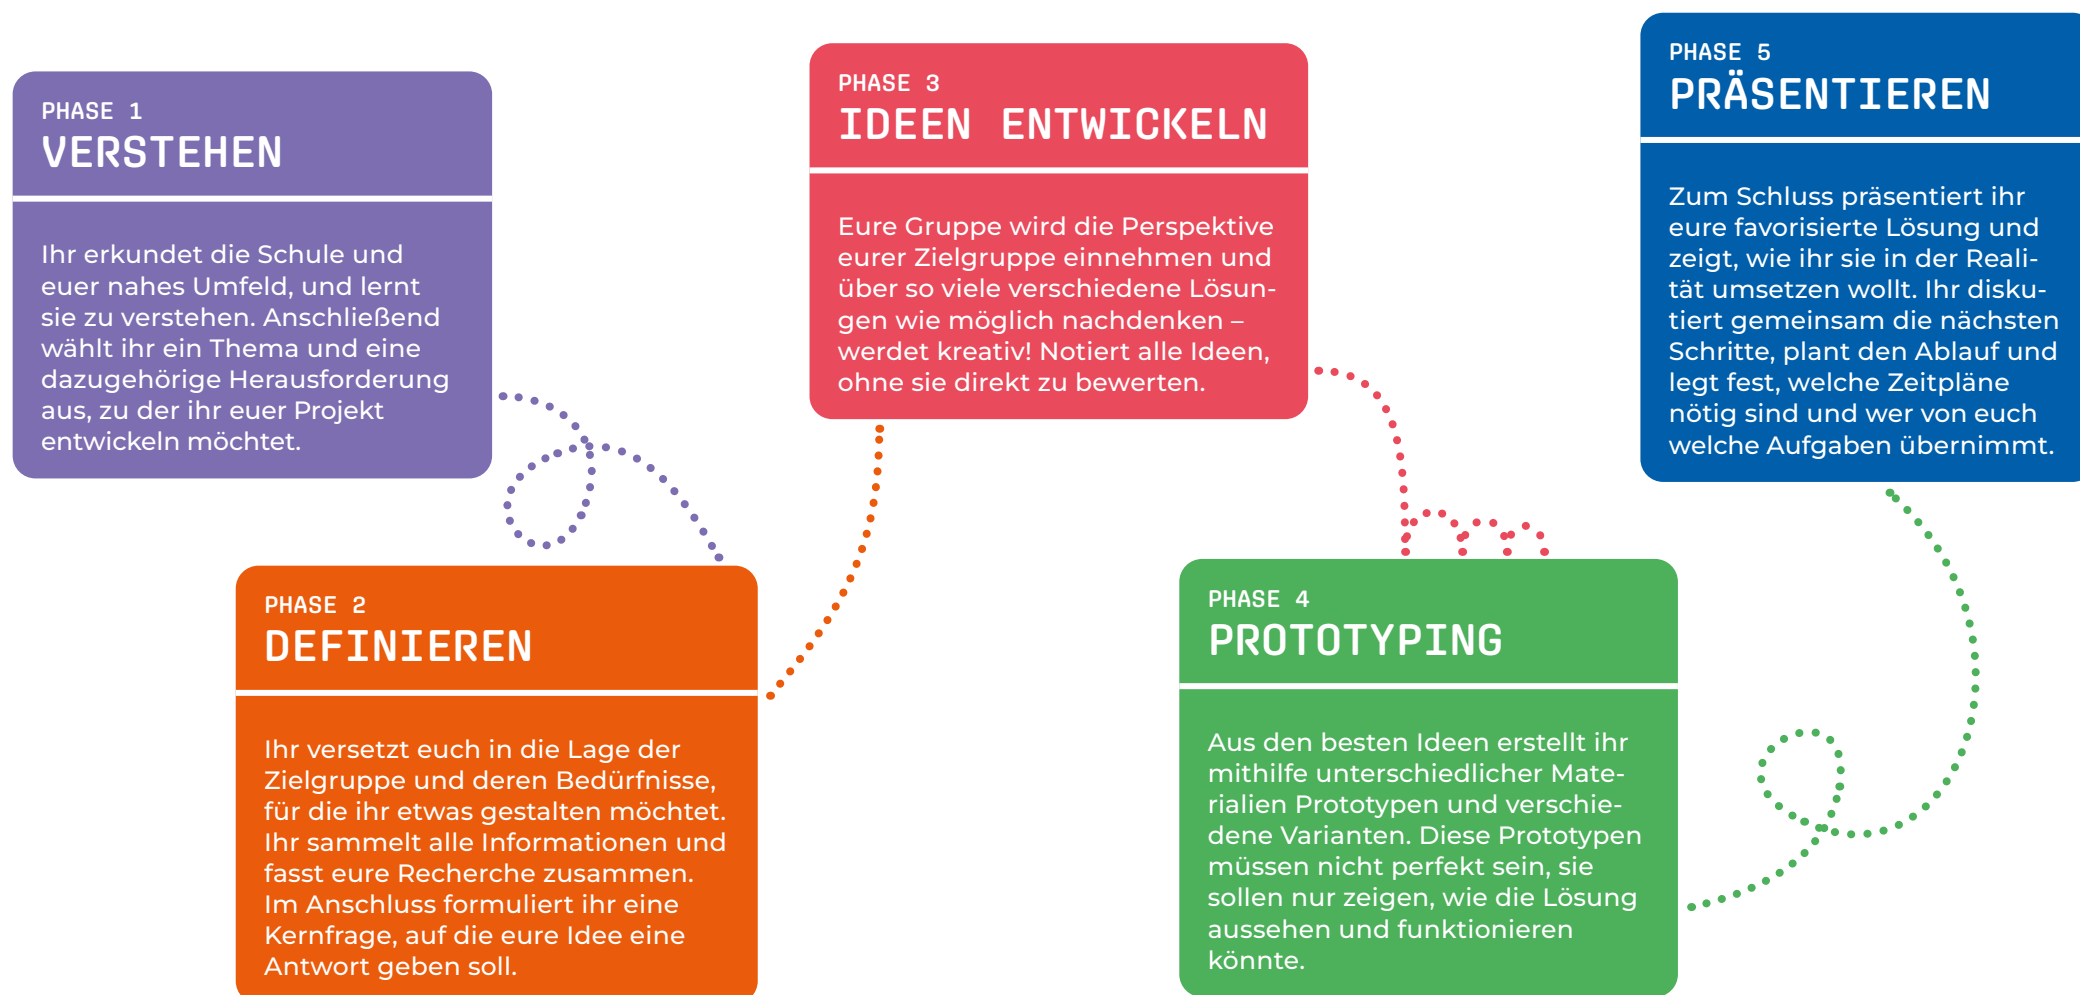 PHASE 1
VERSTEHEN
Ihr erkundet die Schule und
euer nahes Umfeld, und lernt
sie zu verstehen. Anschließend
wählt ihr ein Thema und eine
dazugehörige Herausforderung
aus, zu der ihr euer Projekt
entwickeln möchtet.
PHASE 2
DEFINIEREN
Ihr versetzt euch in die Lage der
Zielgruppe und deren Bedürfnisse,
für die ihr etwas gestalten möchtet.
Ihr sammelt alle Informationen und
fasst eure Recherche zusammen.
Im Anschluss formuliert ihr eine
Kernfrage, auf die eure Idee eine
Antwort geben soll.
PHASE 3
IDEEN ENTWICKELN
Eure Gruppe wird die Perspektive
eurer Zielgruppe einnehmen und
über so viele verschiedene Lösun-
gen wie möglich nachdenken –
werdet kreativ! Notiert alle Ideen,
ohne sie direkt zu bewerten.
PHASE 4
PROTOTYPING
Aus den besten Ideen erstellt ihr
mithilfe unterschiedlicher Mate-
rialien Prototypen und verschie-
dene Varianten. Diese Prototypen
müssen nicht perfekt sein, sie
sollen nur zeigen, wie die Lösung
aussehen und funktionieren
könnte.
PHASE 5
PRÄSENTIEREN
Zum Schluss präsentiert ihr
eure favorisierte Lösung und
zeigt, wie ihr sie in der Reali-
tät umsetzen wollt. Ihr disku-
tiert gemeinsam die nächsten
Schritte, plant den Ablauf und
legt fest, welche Zeitpläne
nötig sind und wer von euch
welche Aufgaben übernimmt.